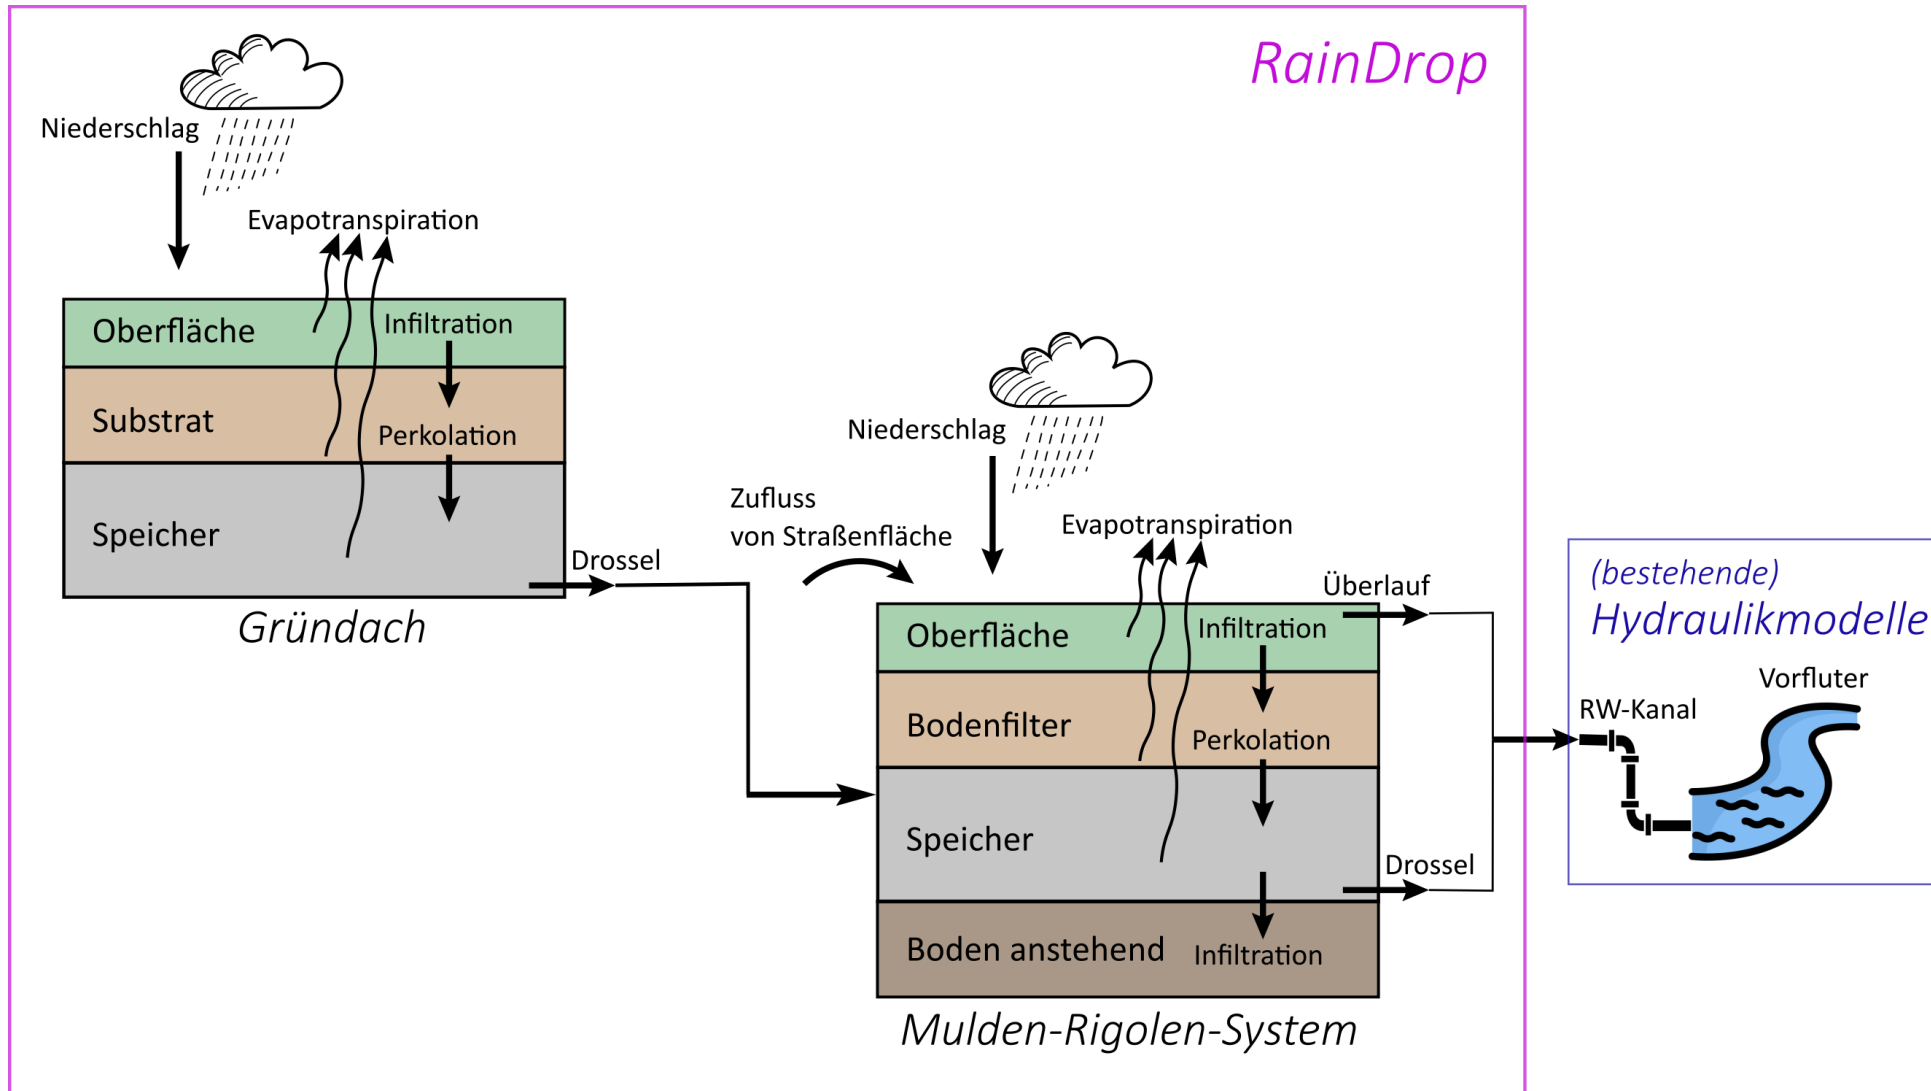 RainDrop
Niederschlag
Evapotranspiration
Oberfläche
Infiltration
Substrat
Perkolation
Speicher
Drossel
Gründach
Niederschlag
Zufluss
von Straßenfläche
Evapotranspiration
Überlauf
Oberfläche
Infiltration
Bodenfilter
Perkolation
Speicher
Drossel
Boden anstehend
Infiltration
Mulden-Rigolen-System
(bestehende)
Hydraulikmodelle
Vorfluter
RW-Kanal